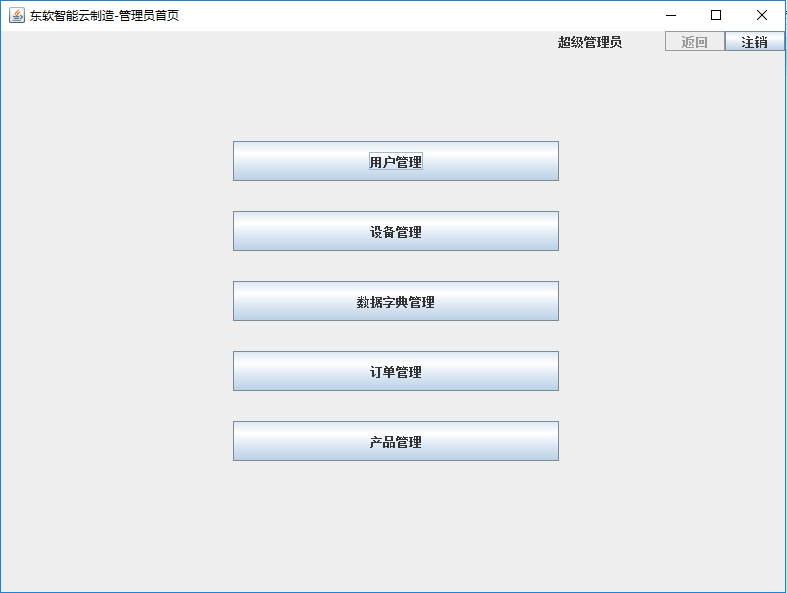 东软智能云制造-管理员首页
超级管理员 返回 注销
用户管理
设备管理
数据字典管理
订单管理
产品管理